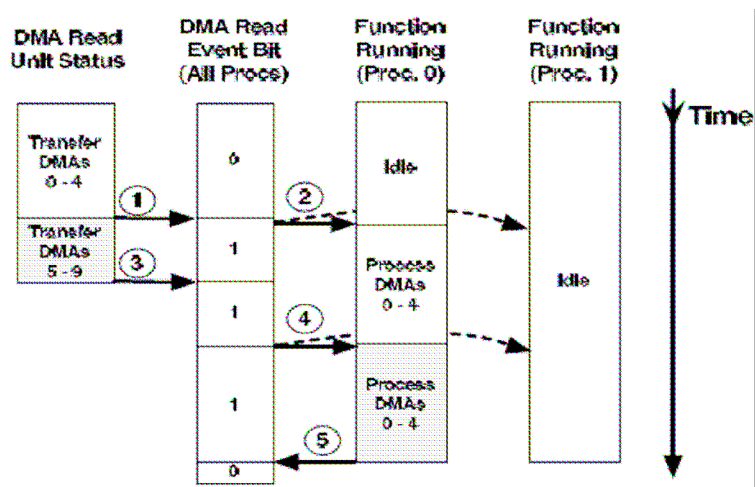 DMA Read
Unit Status
DMA Read
Event Bit
(All Procs)
Function
Running
(Proc. 0)
Function
Running
(Proc. 1)
Time
Transfer
DMAs
0 - 4
Transfer
DMAs
5 - 9
1
3
0
1
1
1
0
2
4
5
Idle
Process
DMAs
0 - 4
Process
DMAs
0 - 4
Idle